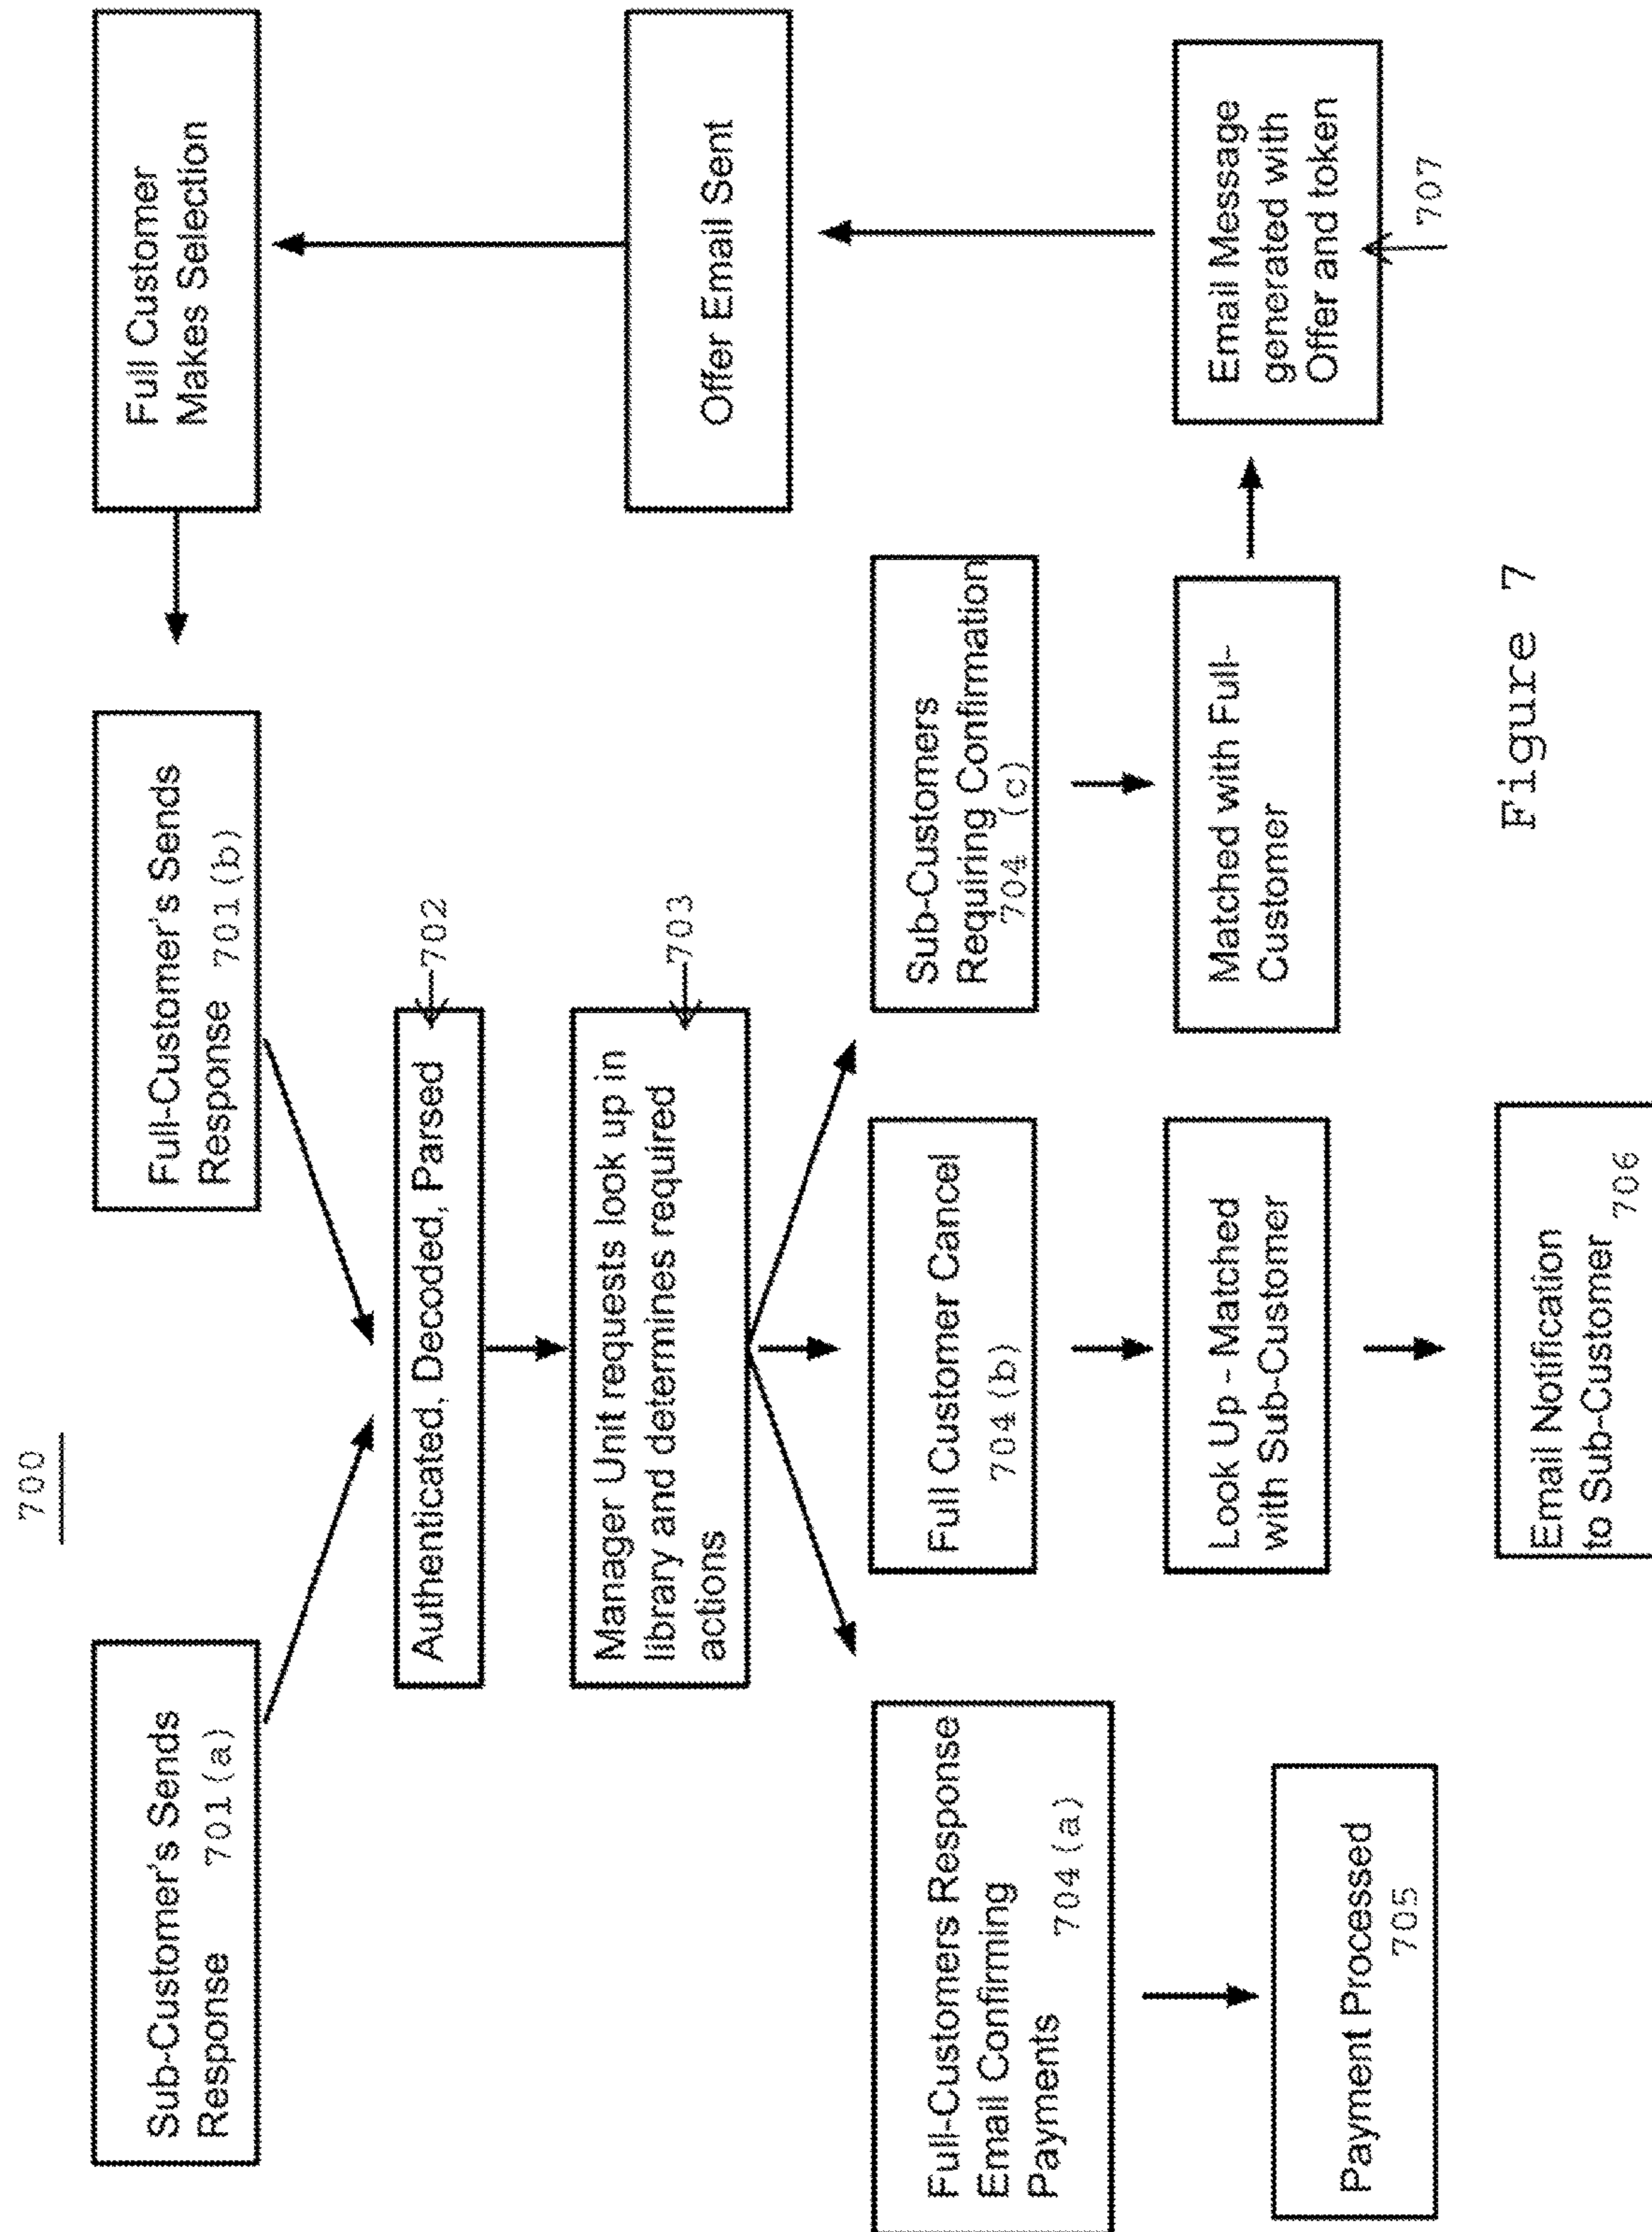 700
Sub-Customer's Sends
Response 701(a)
Full-Customer's Sends
Response 701(b)
Full Customer
Makes Selection
Authenticated, Decoded, Parsed
702
Manager Unit requests look up in
library and determines required
actions
703
Offer Email Sent
Full-Customers Response
Email Confirming
Payments 704(a)
Full Customer Cancel
704(b)
Sub-Customers
Requiring Confirmation
704 (c)
Payment Processed
705
Look Up - Matched
with Sub-Customer
Matched with Full-
Customer
Email Message
generated with
Offer and token
707
Email Notification
to Sub-Customer
706
Figure 7